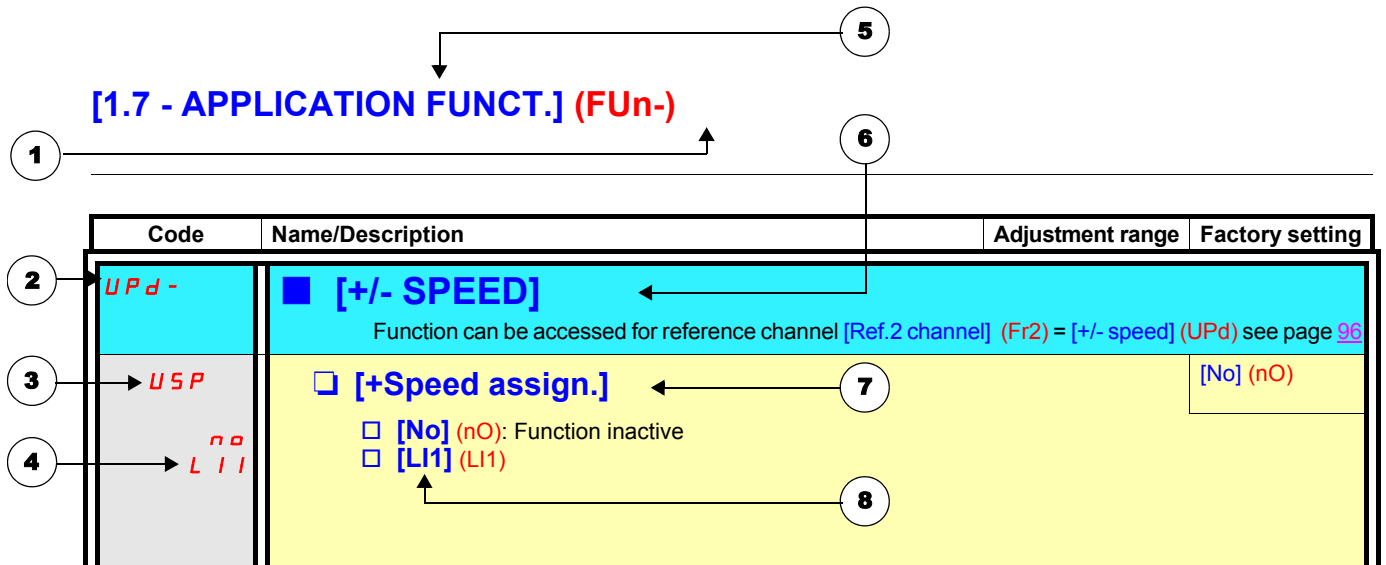 5
[1.7 - APPLICATION FUNCT.] (FUn-)
1
6
Code Name/Description Adjustment range Factory setting
2 UPd- ■ [+/- SPEED]
Function can be accessed for reference channel [Ref.2 channel] (Fr2) = [+/- speed] (UPd) see page 96
3 USP ❑ [+Speed assign.] 7 [No] (nO)
no □ [No] (nO): Function inactive
4 LI1 □ [LI1] (LI1)
8